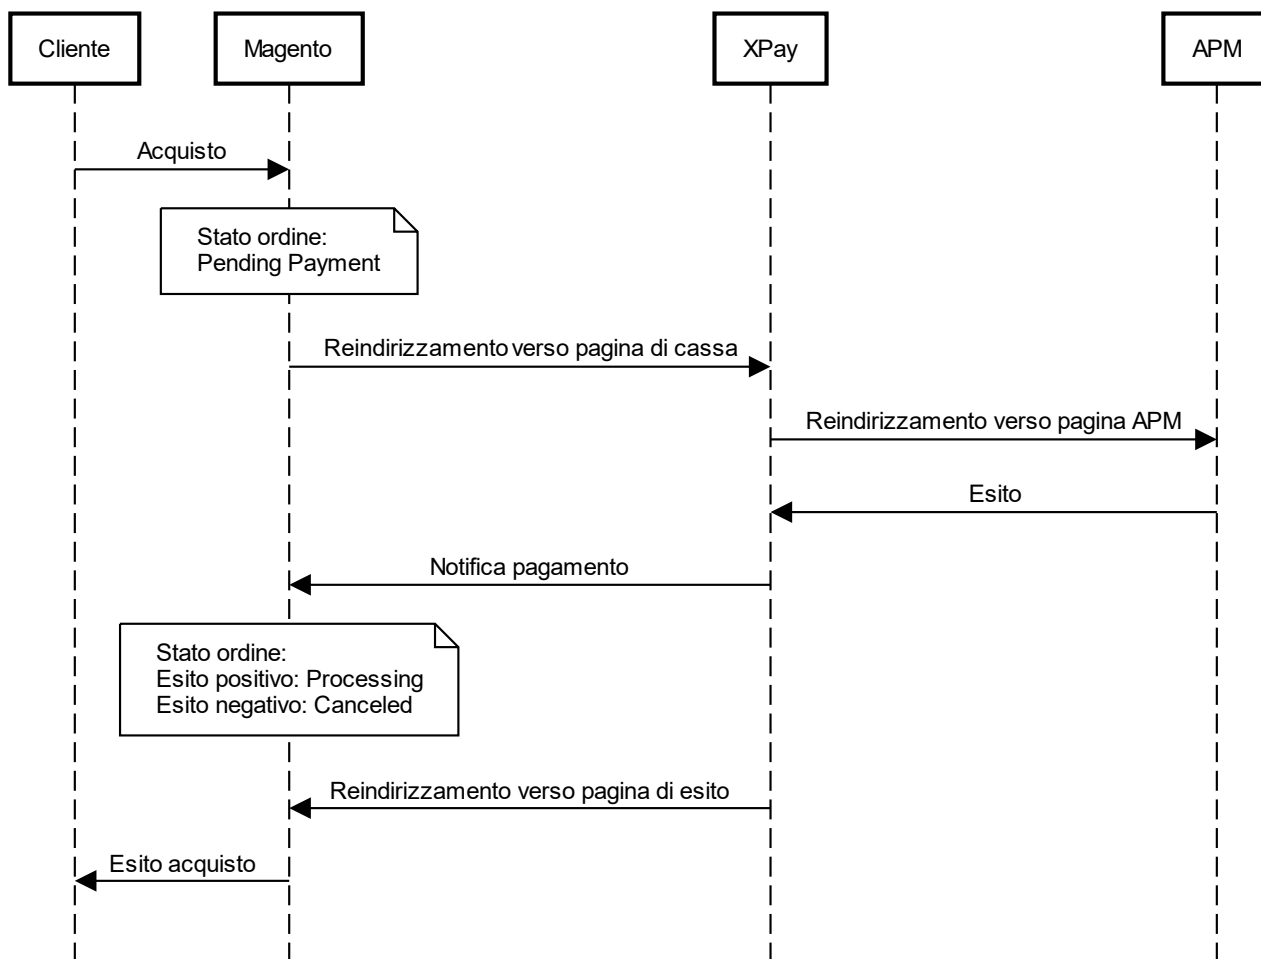 Cliente
Magento
XPay
APM
Acquisto
Stato ordine:
Pending Payment
Reindirizzamento verso pagina di cassa
Reindirizzamento verso pagina APM
Esito
Notifica pagamento
Stato ordine:
Esito positivo: Processing
Esito negativo: Canceled
Reindirizzamento verso pagina di esito
Esito acquisto